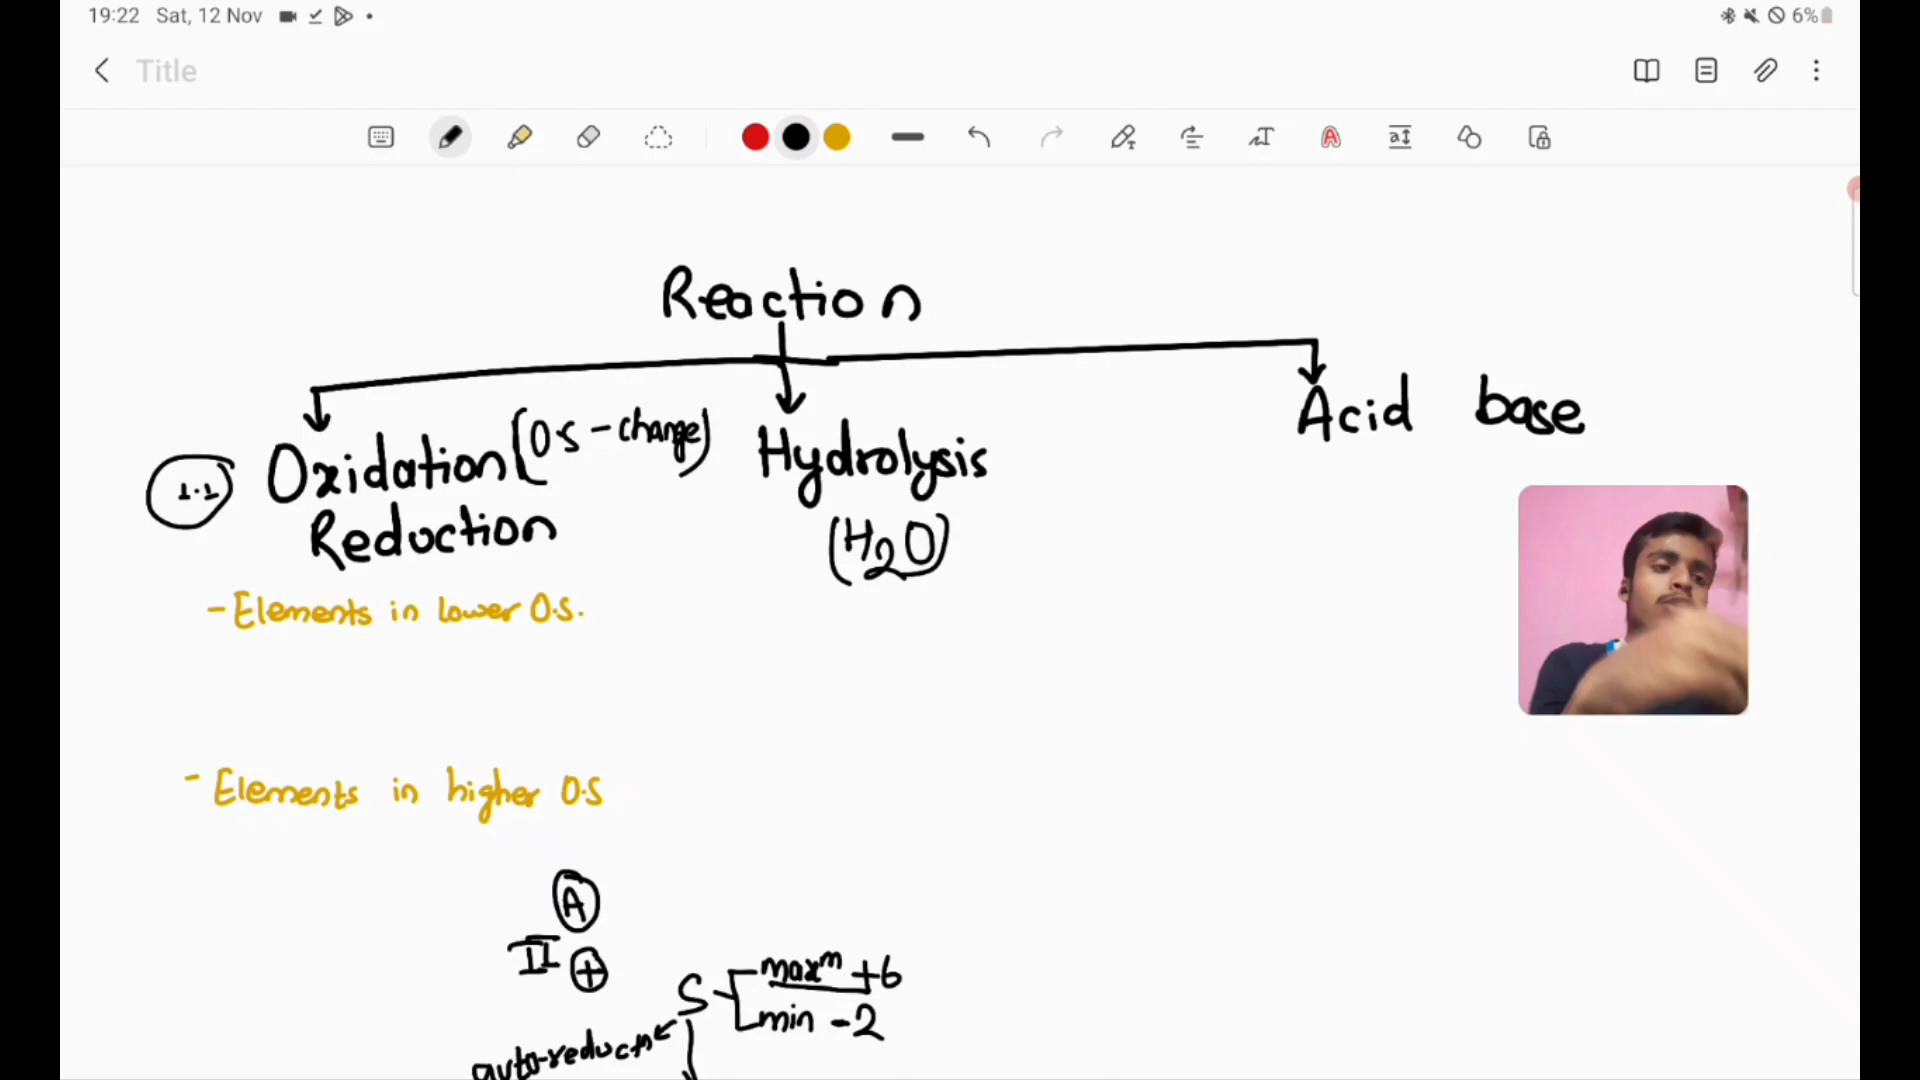 19:22 Sat, 12 Nov
6%
Title
Reaction
Oxidation (O.S - change)
Reduction
1.1
Hydrolysis
(H2O)
Acid base
- Elements in lower O.S.
- Elements in higher O.S
A
II +
S maxm +6
min -2
auto-reductn